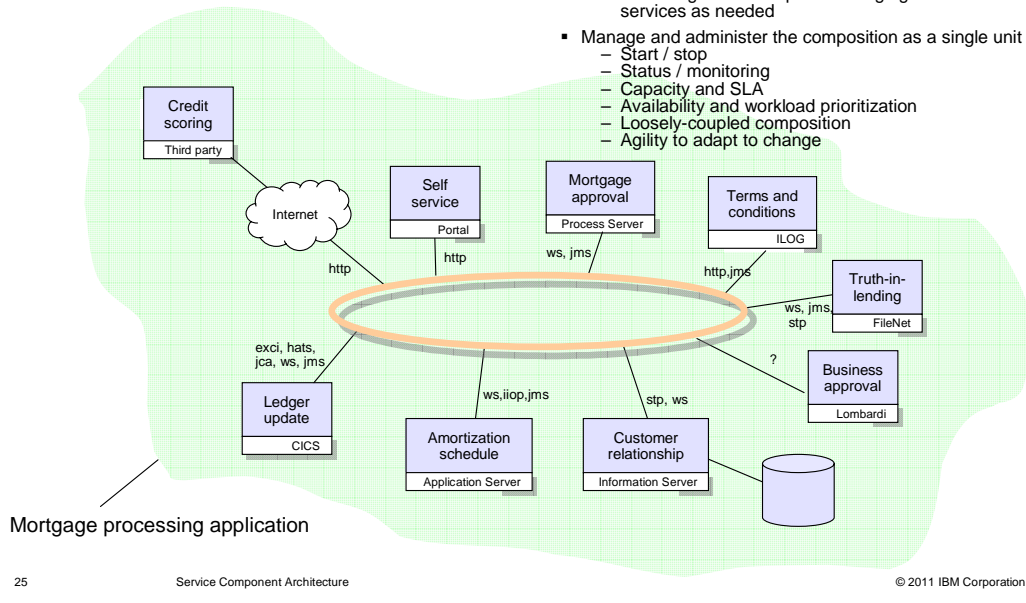 services as needed
▪ Manage and administer the composition as a single unit
– Start / stop
– Status / monitoring
– Capacity and SLA
– Availability and workload prioritization
– Loosely-coupled composition
– Agility to adapt to change
Credit
scoring
Third party
Internet
http
Self
service
Portal
http
Mortgage
approval
Process Server
ws, jms
Terms and
conditions
ILOG
http,jms
Truth-in-
lending
FileNet
ws, jms,
stp
?
Business
approval
Lombardi
exci, hats,
jca, ws, jms
Ledger
update
CICS
ws,iiop,jms
Amortization
schedule
Application Server
stp, ws
Customer
relationship
Information Server
Mortgage processing application
25
Service Component Architecture
© 2011 IBM Corporation